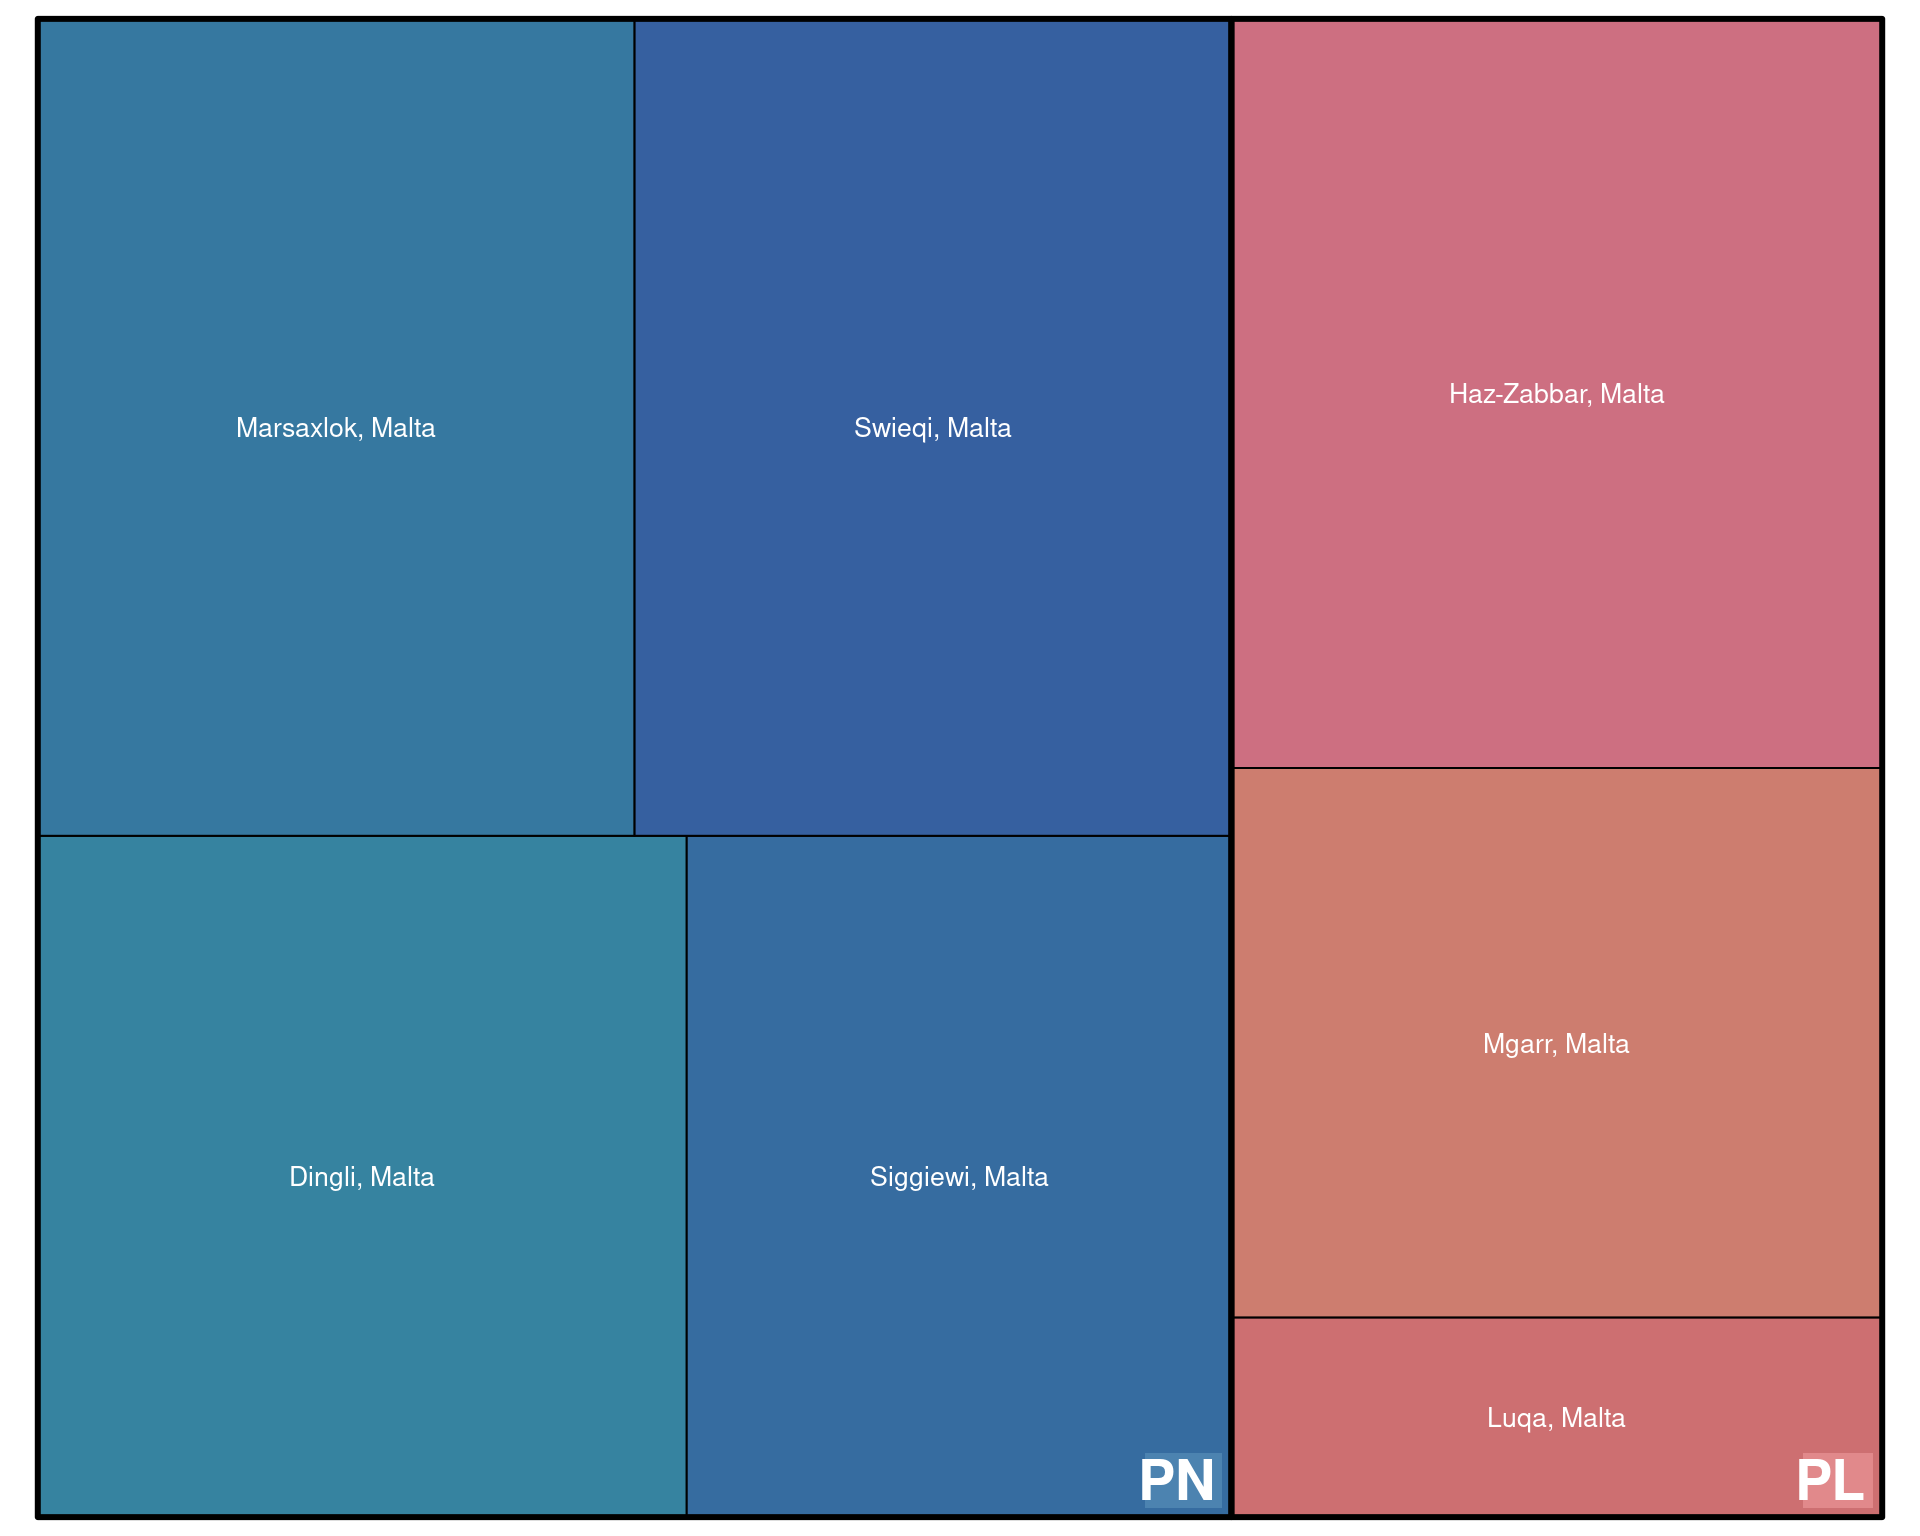 Marsaxlok, Malta
Swieqi, Malta
Haz-Zabbar, Malta
Dingli, Malta
Siggiewi, Malta
Mgarr, Malta
Luqa, Malta
PN
PL